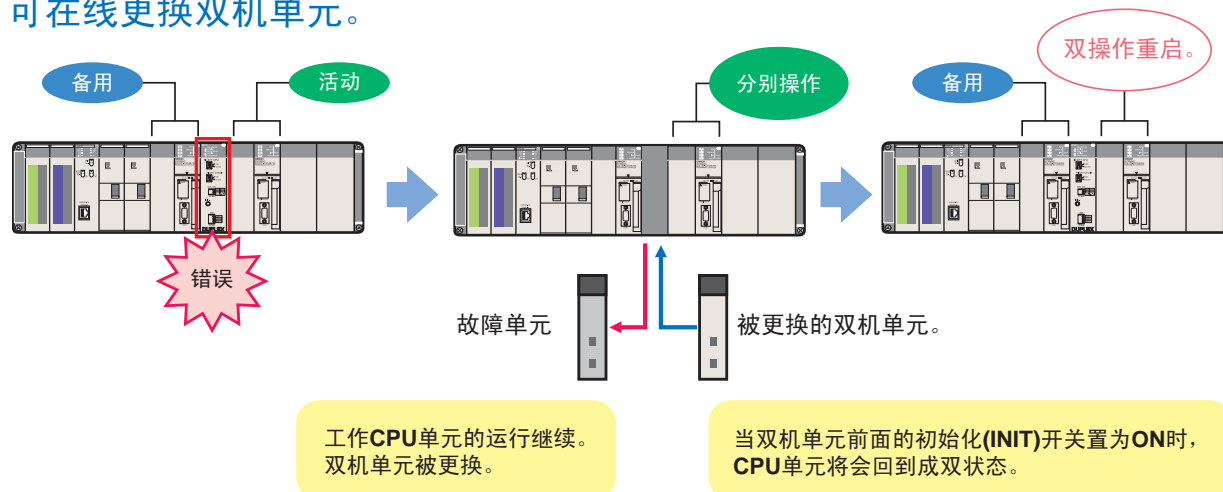 可在线更换双机单元。
备用
活动
分别操作
备用
双操作重启。
DUPLEX
DUPLEX
错误
故障单元
被更换的双机单元。
工作CPU单元的运行继续。
双机单元被更换。
当双机单元前面的初始化(INIT)开关置为ON时，
CPU单元将会回到成双状态。